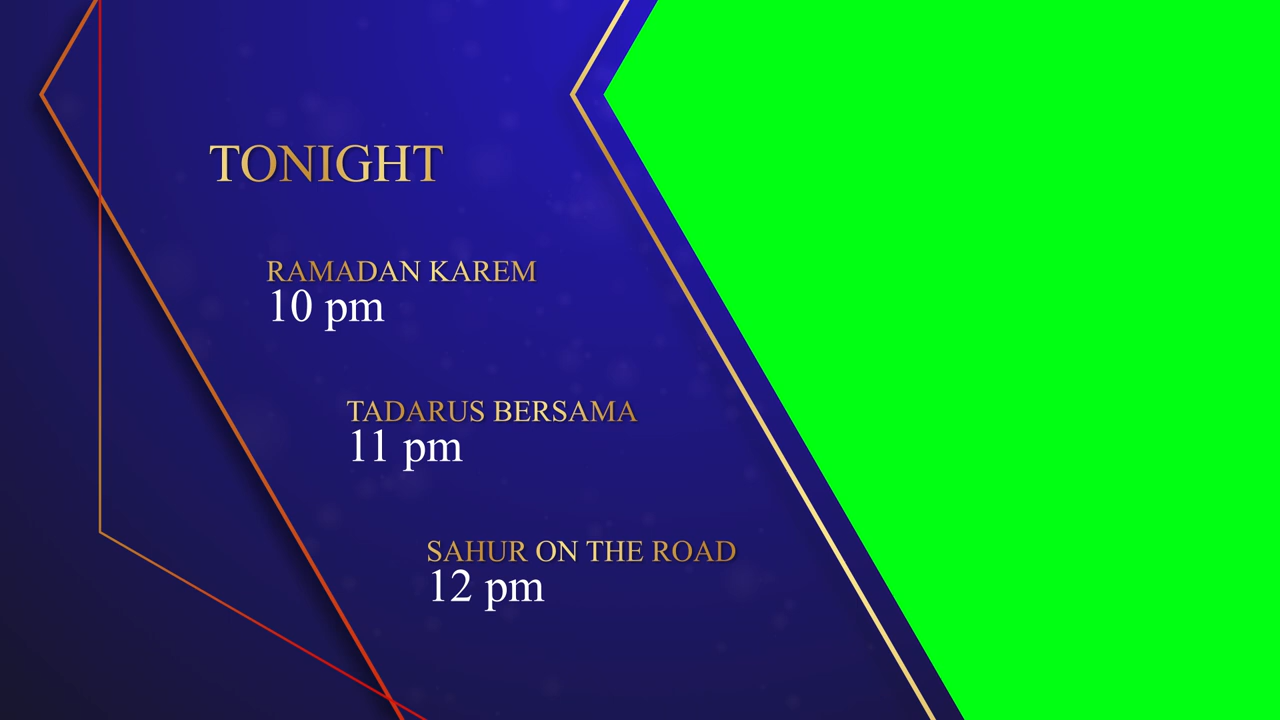 TONIGHT
RAMADAN KAREM
10 pm
TADARUS BERSAMA
11 pm
SAHUR ON THE ROAD
12 pm